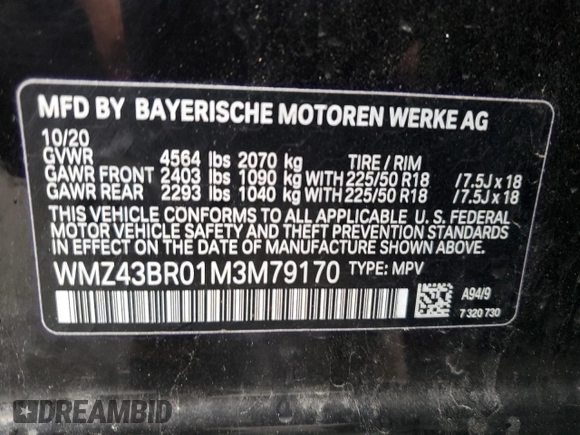 MFD BY BAYERISCHE MOTOREN WERKE AG
10/20
GVWR 4564 lbs 2070 kg TIRE / RIM
GAWR FRONT 2403 lbs 1090 kg WITH 225/50 R18 /7.5J x 18
GAWR REAR 2293 lbs 1040 kg WITH 225/50 R18 /7.5J x 18
THIS VEHICLE CONFORMS TO ALL APPLICABLE U. S. FEDERAL
MOTOR VEHICLE SAFETY AND THEFT PREVENTION STANDARDS
IN EFFECT ON THE DATE OF MANUFACTURE SHOWN ABOVE.
WMZ43BR01M3M79170 TYPE: MPV
A94/9
7 320 730
DREAMBID